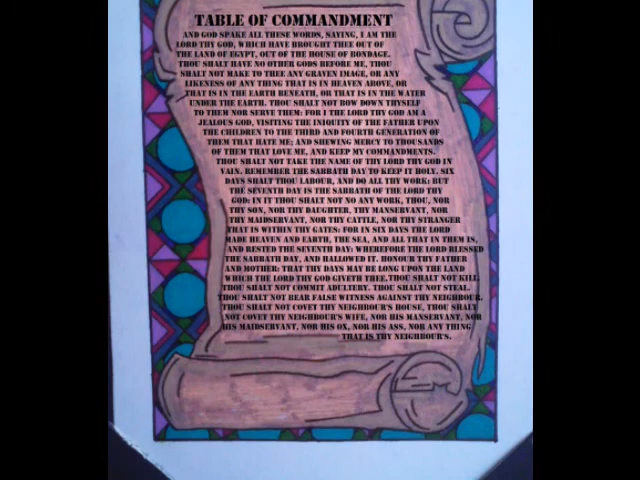 TABLE OF COMMANDMENT
AND GOD SPAKE ALL THESE WORDS, SAYING, I AM THE
LORD THY GOD, WHICH HAVE BROUGHT THEE OUT OF
THE LAND OF EGYPT, OUT OF THE HOUSE OF BONDAGE.
THOU SHALT HAVE NO OTHER GODS BEFORE ME, THOU
SHALT NOT MAKE TO THEE ANY GRAVEN IMAGE, OR ANY
LIKENESS OF ANY THING THAT IS IN HEAVEN ABOVE, OR
THAT IS IN THE EARTH BENEATH, OR THAT IS IN THE WATER
UNDER THE EARTH. THOU SHALT NOT BOW DOWN THYSELF
TO THEM NOR SERVE THEM: FOR I THE LORD THY GOD AM A
JEALOUS GOD, VISITING THE INIQUITY OF THE FATHER UPON
THE CHILDREN TO THE THIRD AND FOURTH GENERATION OF
THEM THAT HATE ME; AND SHEWING MERCY TO THOUSANDS
OF THEM THAT LOVE ME, AND KEEP MY COMMANDMENTS.
THOU SHALT NOT TAKE THE NAME OF THY LORD THY GOD IN
VAIN. REMEMBER THE SABBATH DAY TO KEEP IT HOLY. SIX
DAYS SHALT THOU LABOUR, AND DO ALL THY WORK: BUT
THE SEVENTH DAY IS THE SABBATH OF THE LORD THY
GOD: IN IT THOU SHALT NOT NO ANY WORK, THOU, NOR
THY SON, NOR THY DAUGHTER, THY MANSERVANT, NOR
THY MAIDSERVANT, NOR THY CATTLE, NOR THY STRANGER
THAT IS WITHIN THY GATES: FOR IN SIX DAYS THE LORD
MADE HEAVEN AND EARTH, THE SEA, AND ALL THAT IN THEM IS,
AND RESTED THE SEVENTH DAY: WHEREFORE THE LORD BLESSED
THE SABBATH DAY, AND HALLOWED IT. HONOUR THY FATHER
AND MOTHER: THAT THY DAYS MAY BE LONG UPON THE LAND
WHICH THE LORD THY GOD GIVETH THEE.THOU SHALT NOT KILL.
THOU SHALT NOT COMMIT ADULTERY. THOU SHALT NOT STEAL.
THOU SHALT NOT BEAR FALSE WITNESS AGAINST THY NEIGHBOUR.
THOU SHALT NOT COVET THY NEIGHBOUR'S HOUSE, THOU SHALT
NOT COVET THY NEIGHBOUR'S WIFE, NOR HIS MANSERVANT, NOR
HIS MAIDSERVANT, NOR HIS OX, NOR HIS ASS, NOR ANY THING
THAT IS THY NEIGHBOUR'S.